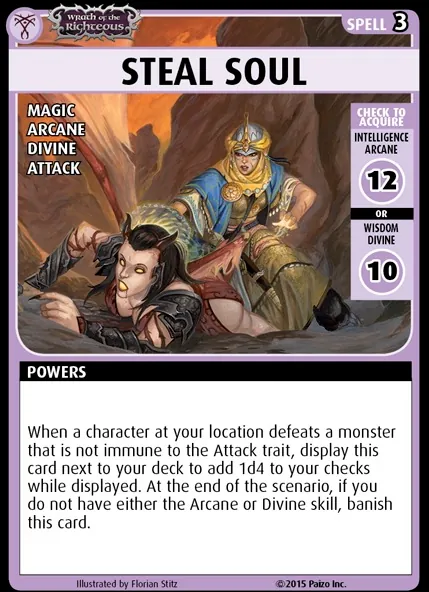 Wrath of the
Righteous
SPELL 3
STEAL SOUL
MAGIC
ARCANE
DIVINE
ATTACK
CHECK TO
ACQUIRE
INTELLIGENCE
ARCANE
12
OR
WISDOM
DIVINE
10
POWERS
When a character at your location defeats a monster
that is not immune to the Attack trait, display this
card next to your deck to add 1d4 to your checks
while displayed. At the end of the scenario, if you
do not have either the Arcane or Divine skill, banish
this card.
Illustrated by Florian Stitz
©2015 Paizo Inc.